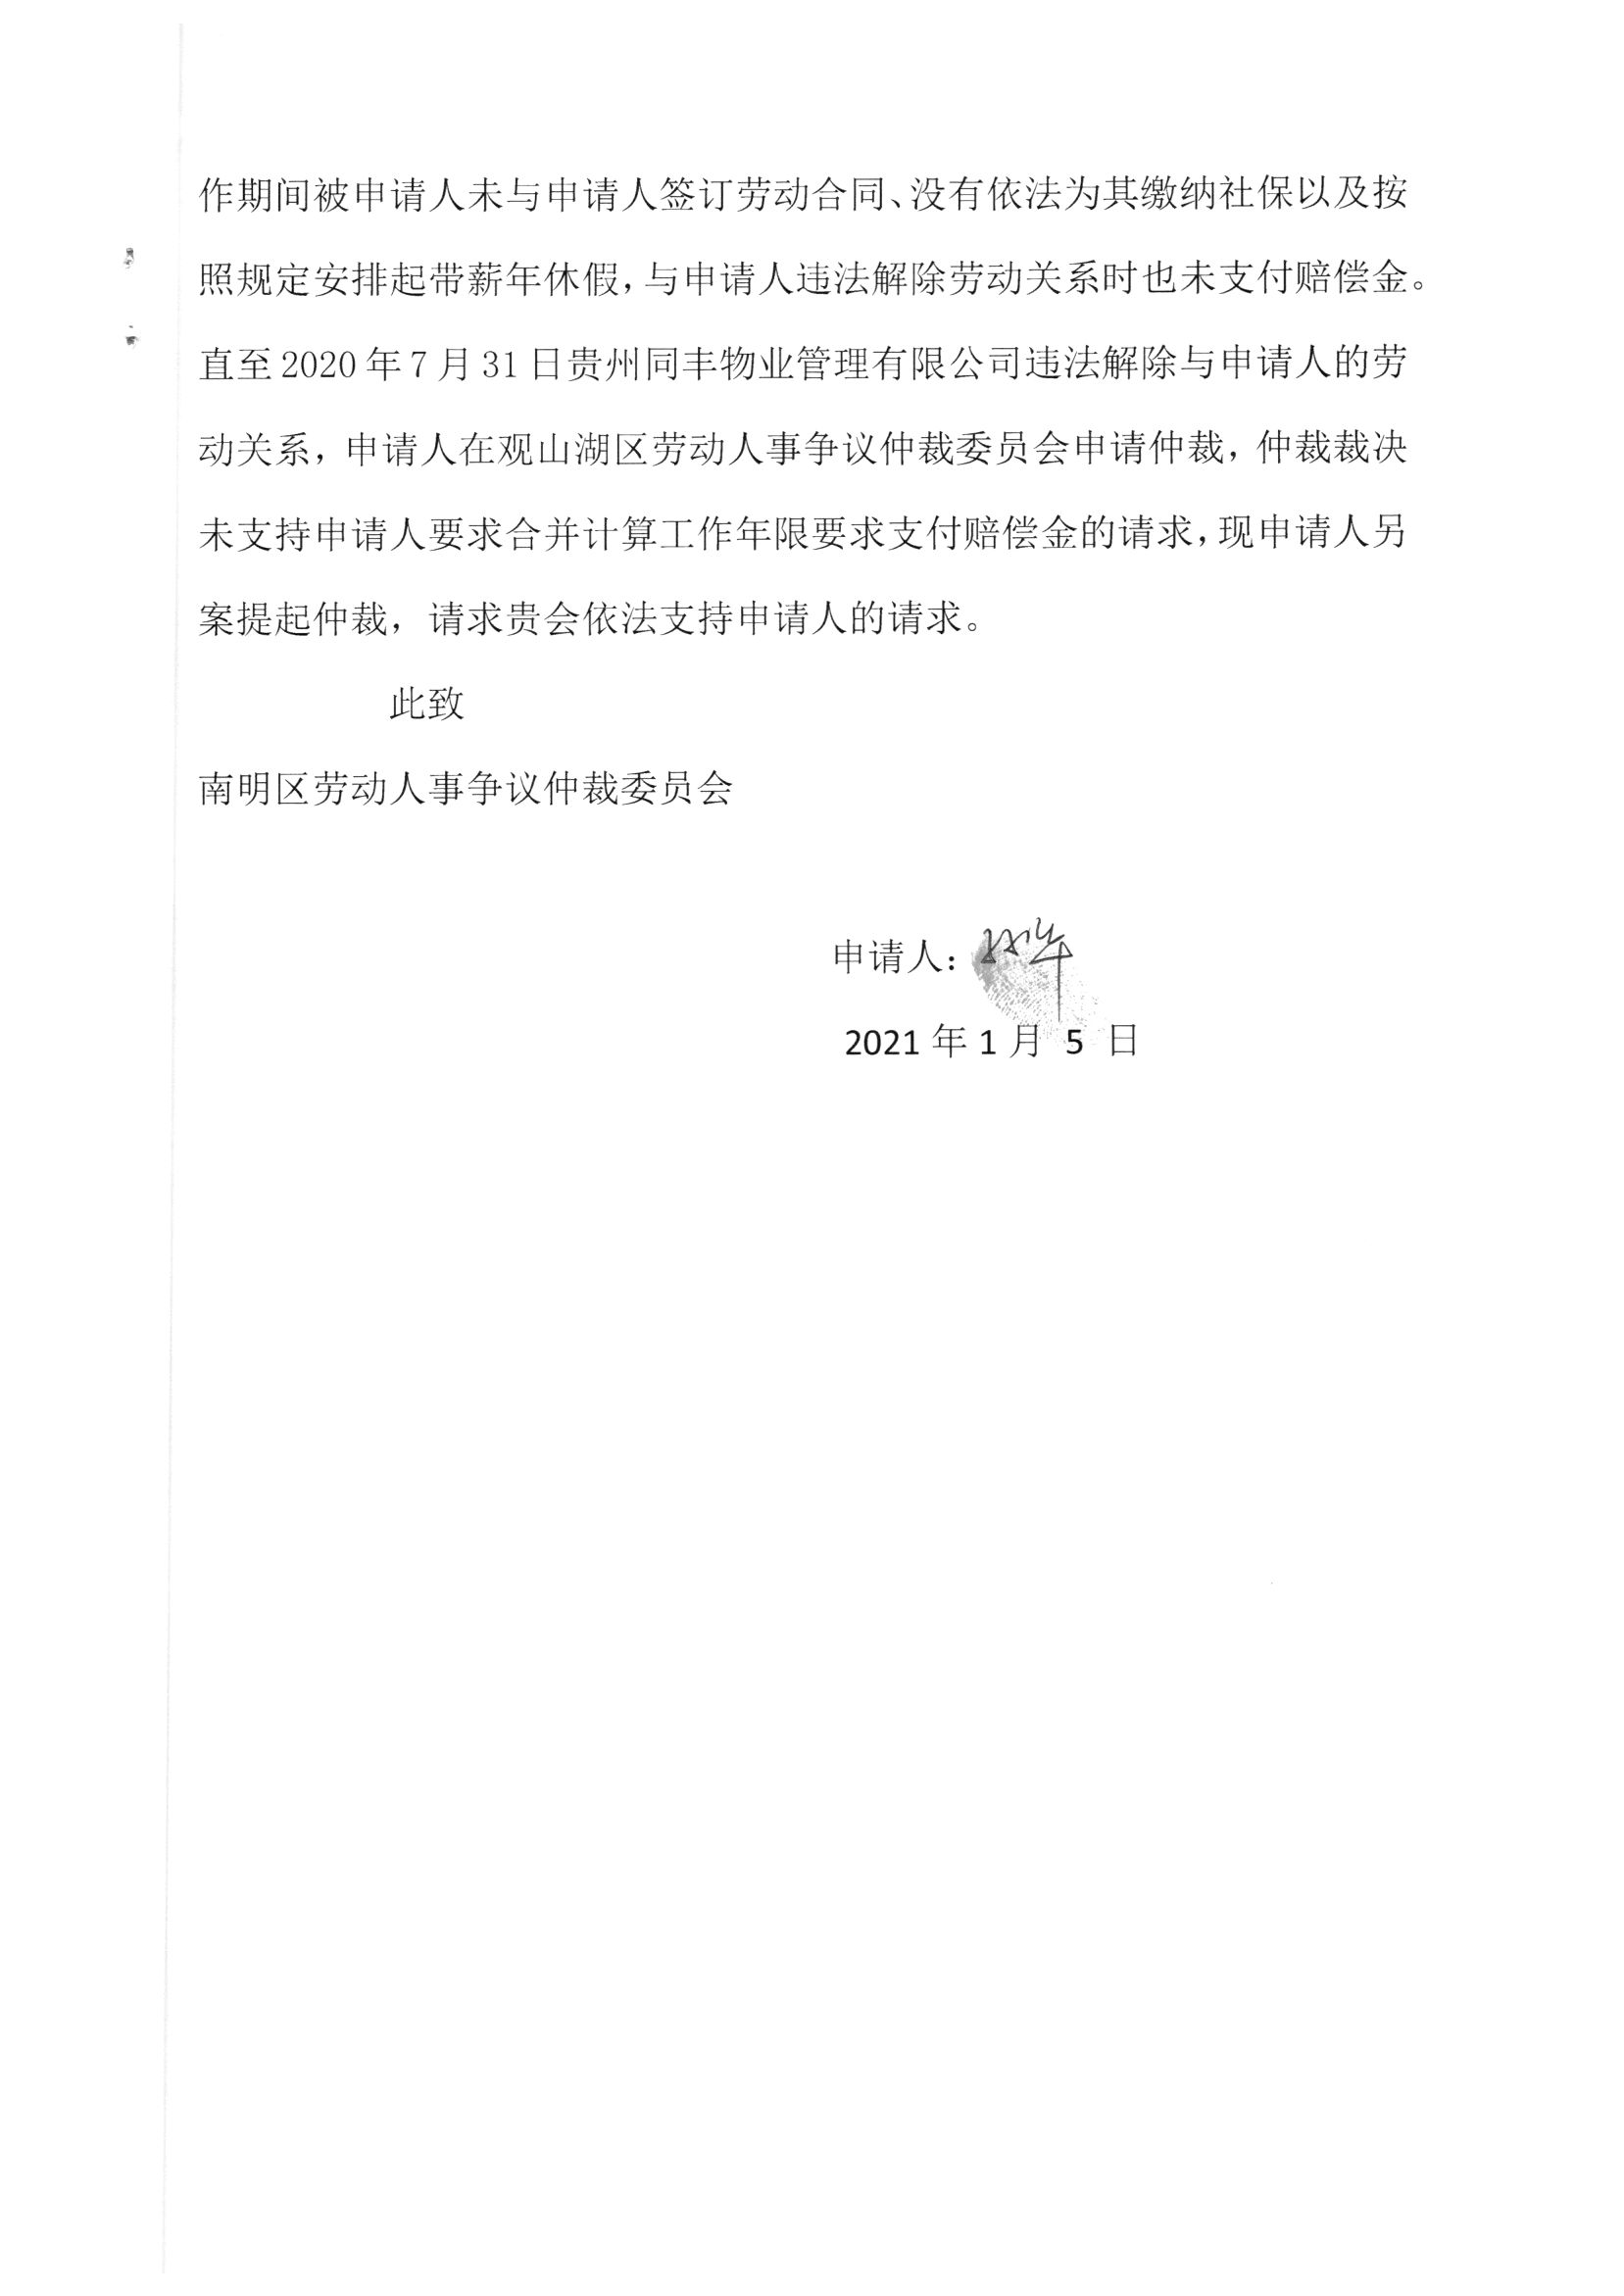 作期间被申请人未与申请人签订劳动合同、没有依法为其缴纳社保以及按
照规定安排起带薪年休假，与申请人违法解除劳动关系时也未支付赔偿金。
直至2020年7月31日贵州同丰物业管理有限公司违法解除与申请人的劳
动关系，申请人在观山湖区劳动人事争议仲裁委员会申请仲裁，仲裁裁决
未支持申请人要求合并计算工作年限要求支付赔偿金的请求，现申请人另
案提起仲裁，请求贵会依法支持申请人的请求。
此致
南明区劳动人事争议仲裁委员会
申请人：
2021年1月 5 日